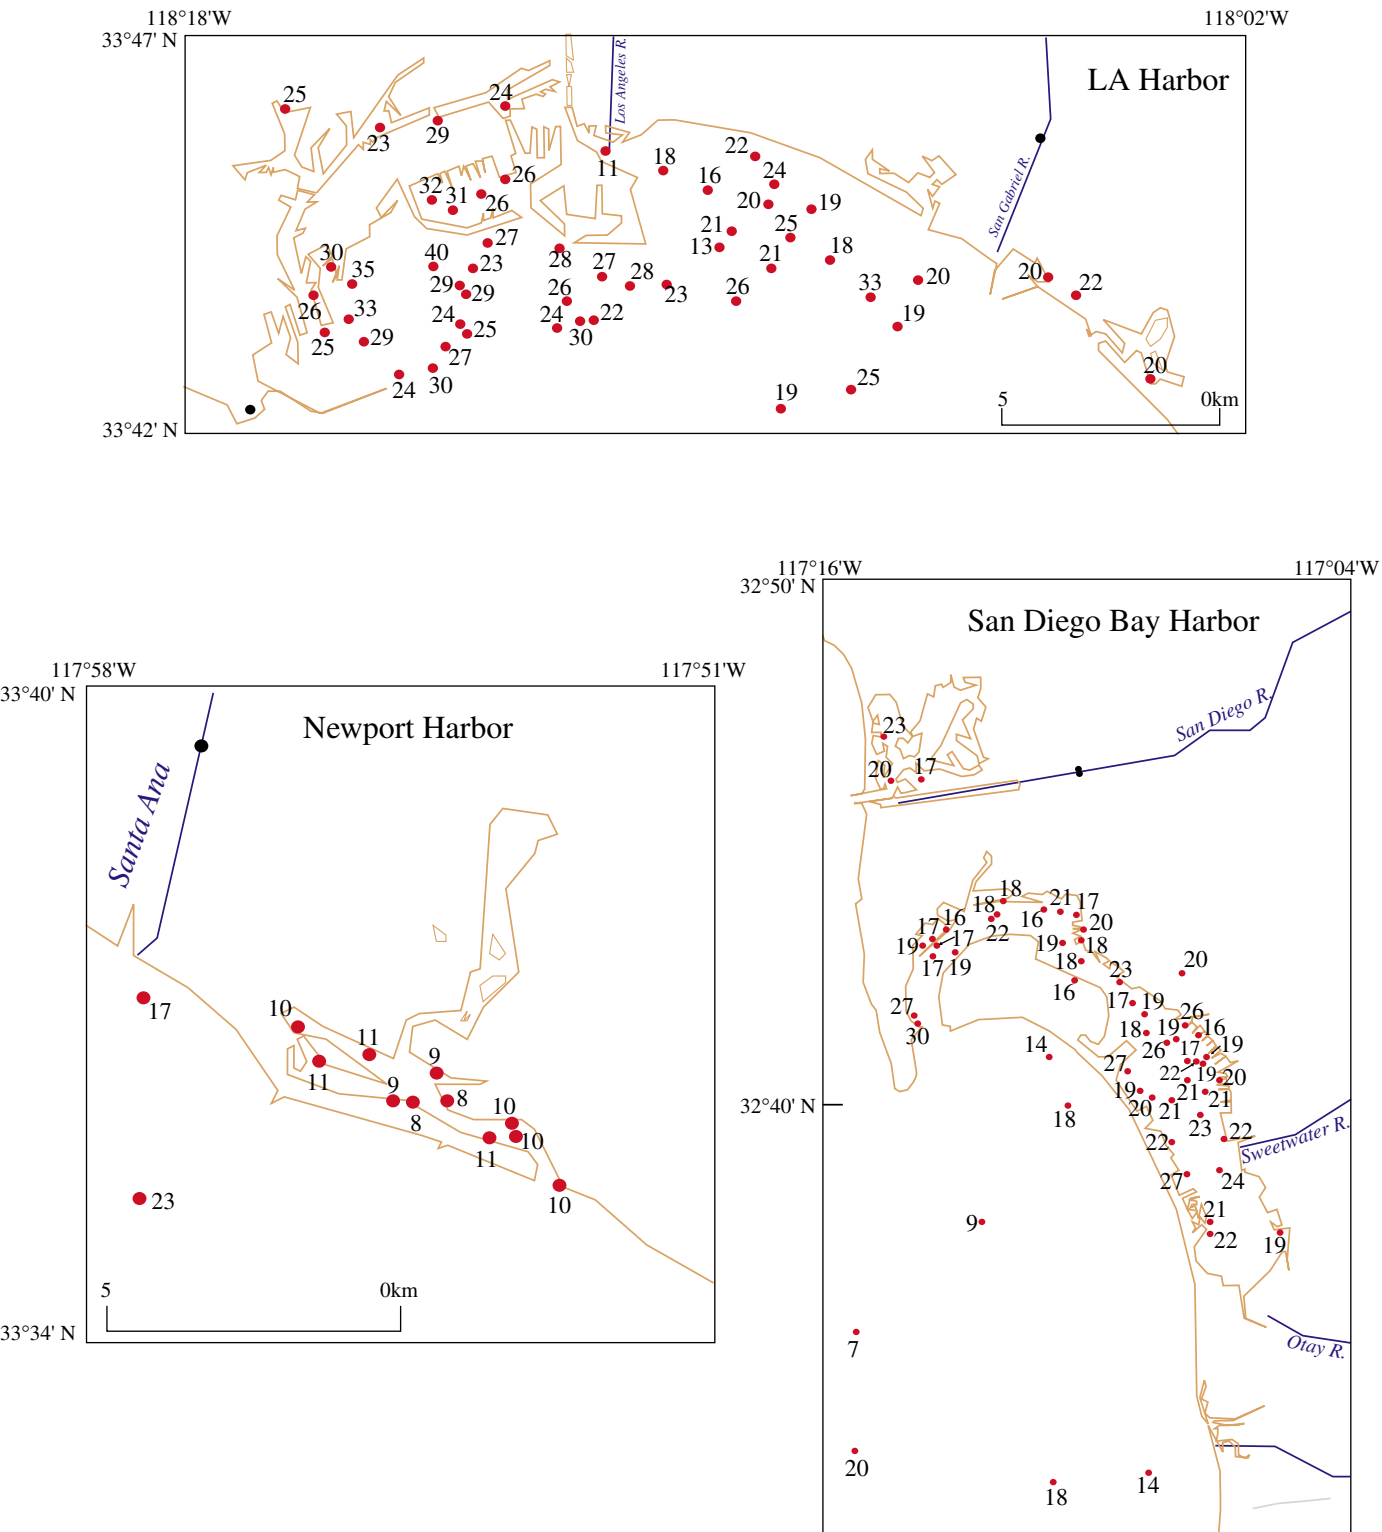 118°18'W 118°02'W
33°47' N
LA Harbor
Los Angeles R.
San Gabriel R.
25 24
23 29
11 18 22
16 24
32 31 26 26
20 19
21 25
13 18
27 28
30 35 40 23
27 28 23
21
26 33 20
20 22
26 33 29 29
26
24 30 22
19
25 29 24 25
27
24 30
19 25
20
5 0km
33°42' N
117°58'W 117°51'W
33°40' N
Newport Harbor
Santa Ana
17
10 11
11 9
9 8 8
10
11 10
23
10
5 0km
33°34' N
117°16'W 117°04'W
32°50' N
San Diego Bay Harbor
San Diego R.
23
20 17
18
18 21 17
17 16 22 16 20
19 17 19 18
17 19 18
23 20
16
27 17 19
30 26
18 19 16
14 26 17 19
27 22 19 20
19 21
32°40' N
20 21 21
18 23
22 22
Sweetwater R.
27 24
21
9 22 19
7
Otay R.
20
18 14